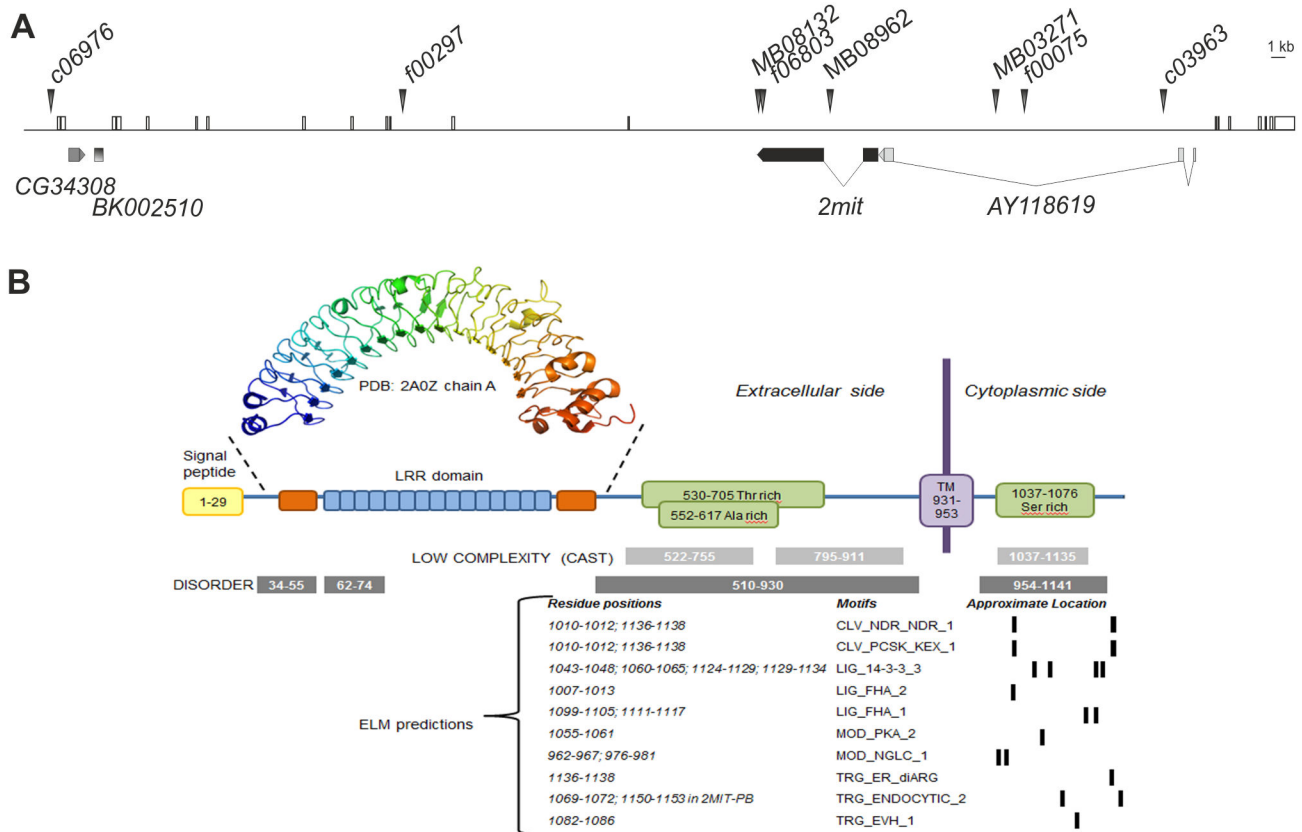 A
c06976
f00297
MB08132
f06803
MB08962
MB03271
f00075
c03963
1 kb
CG34308
BK002510
2mit
AY118619
B
PDB: 2A0Z chain A
Extracellular side
Cytoplasmic side
Signal
peptide
1-29
LRR domain
530-705 Thr rich
552-617 Ala rich
TM
931-
953
1037-1076
Ser rich
LOW COMPLEXITY (CAST)
522-755
795-911
1037-1135
DISORDER
34-55
62-74
510-930
954-1141
Residue positions Motifs Approximate Location
1010-1012; 1136-1138 CLV_NDR_NDR_1
1010-1012; 1136-1138 CLV_PCSK_KEX_1
1043-1048; 1060-1065; 1124-1129; 1129-1134 LIG_14-3-3_3
1007-1013 LIG_FHA_2
1099-1105; 1111-1117 LIG_FHA_1
ELM predictions
1055-1061 MOD_PKA_2
962-967; 976-981 MOD_NGLC_1
1136-1138 TRG_ER_diARG
1069-1072; 1150-1153 in 2MIT-PB TRG_ENDOCYTIC_2
1082-1086 TRG_EVH_1